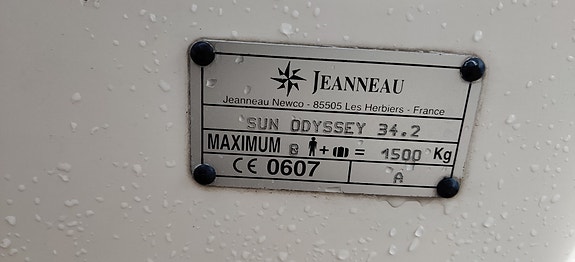 JEANNEAU
Jeanneau Newco - 85505 Les Herbiers - France
SUN ODYSSEY 34.2
MAXIMUM 8 + = 1500 Kg
CE 0607
A